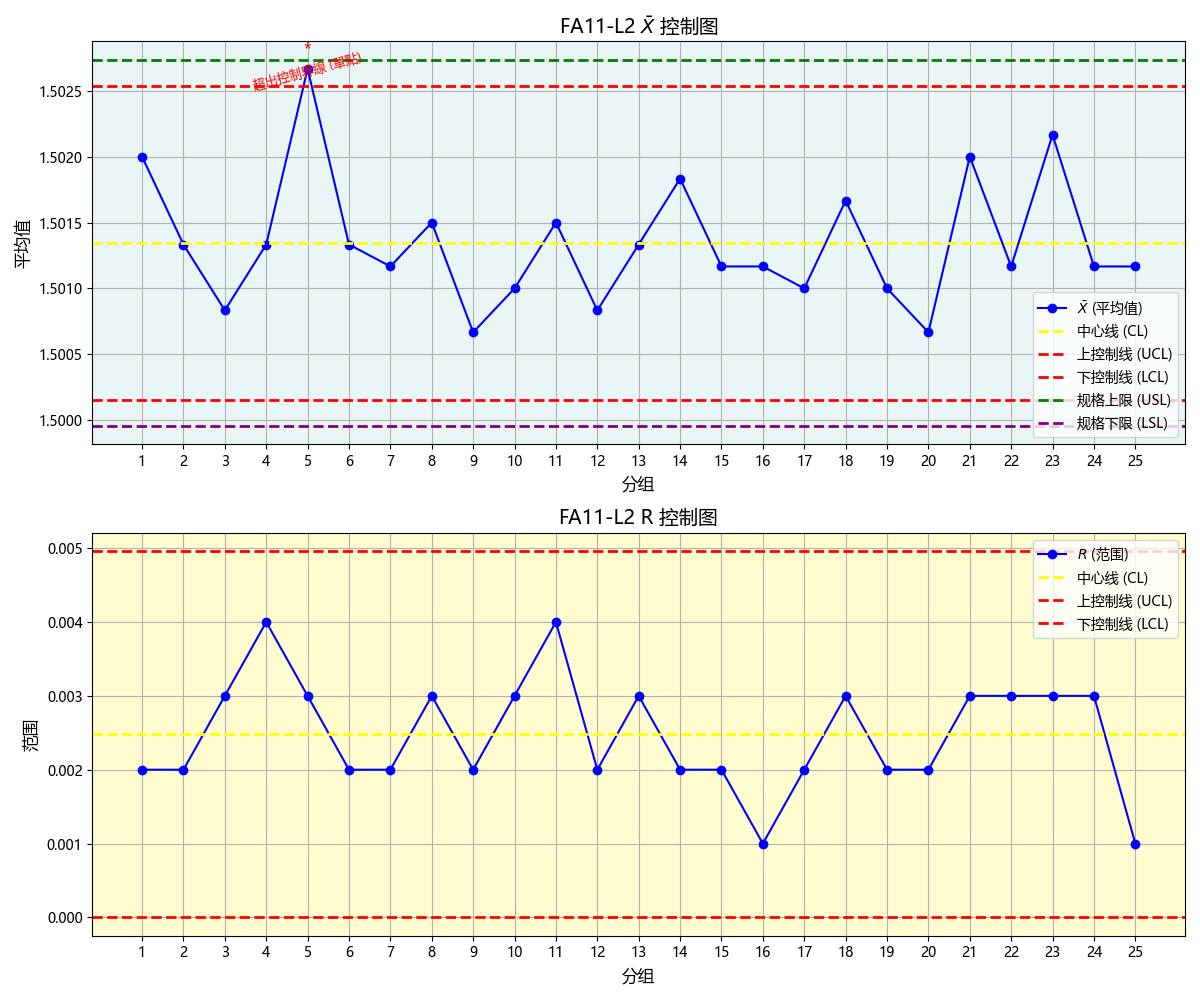 FA11-L2 X̄ 控制图
*
超出控制界線 (單點)
平均值
1.5025
1.5020
1.5015
1.5010
1.5005
1.5000
X̄ (平均值)
中心线 (CL)
上控制线 (UCL)
下控制线 (LCL)
规格上限 (USL)
规格下限 (LSL)
1 2 3 4 5 6 7 8 9 10 11 12 13 14 15 16 17 18 19 20 21 22 23 24 25
分组
FA11-L2 R 控制图
范围
0.005
0.004
0.003
0.002
0.001
0.000
R (范围)
中心线 (CL)
上控制线 (UCL)
下控制线 (LCL)
1 2 3 4 5 6 7 8 9 10 11 12 13 14 15 16 17 18 19 20 21 22 23 24 25
分组